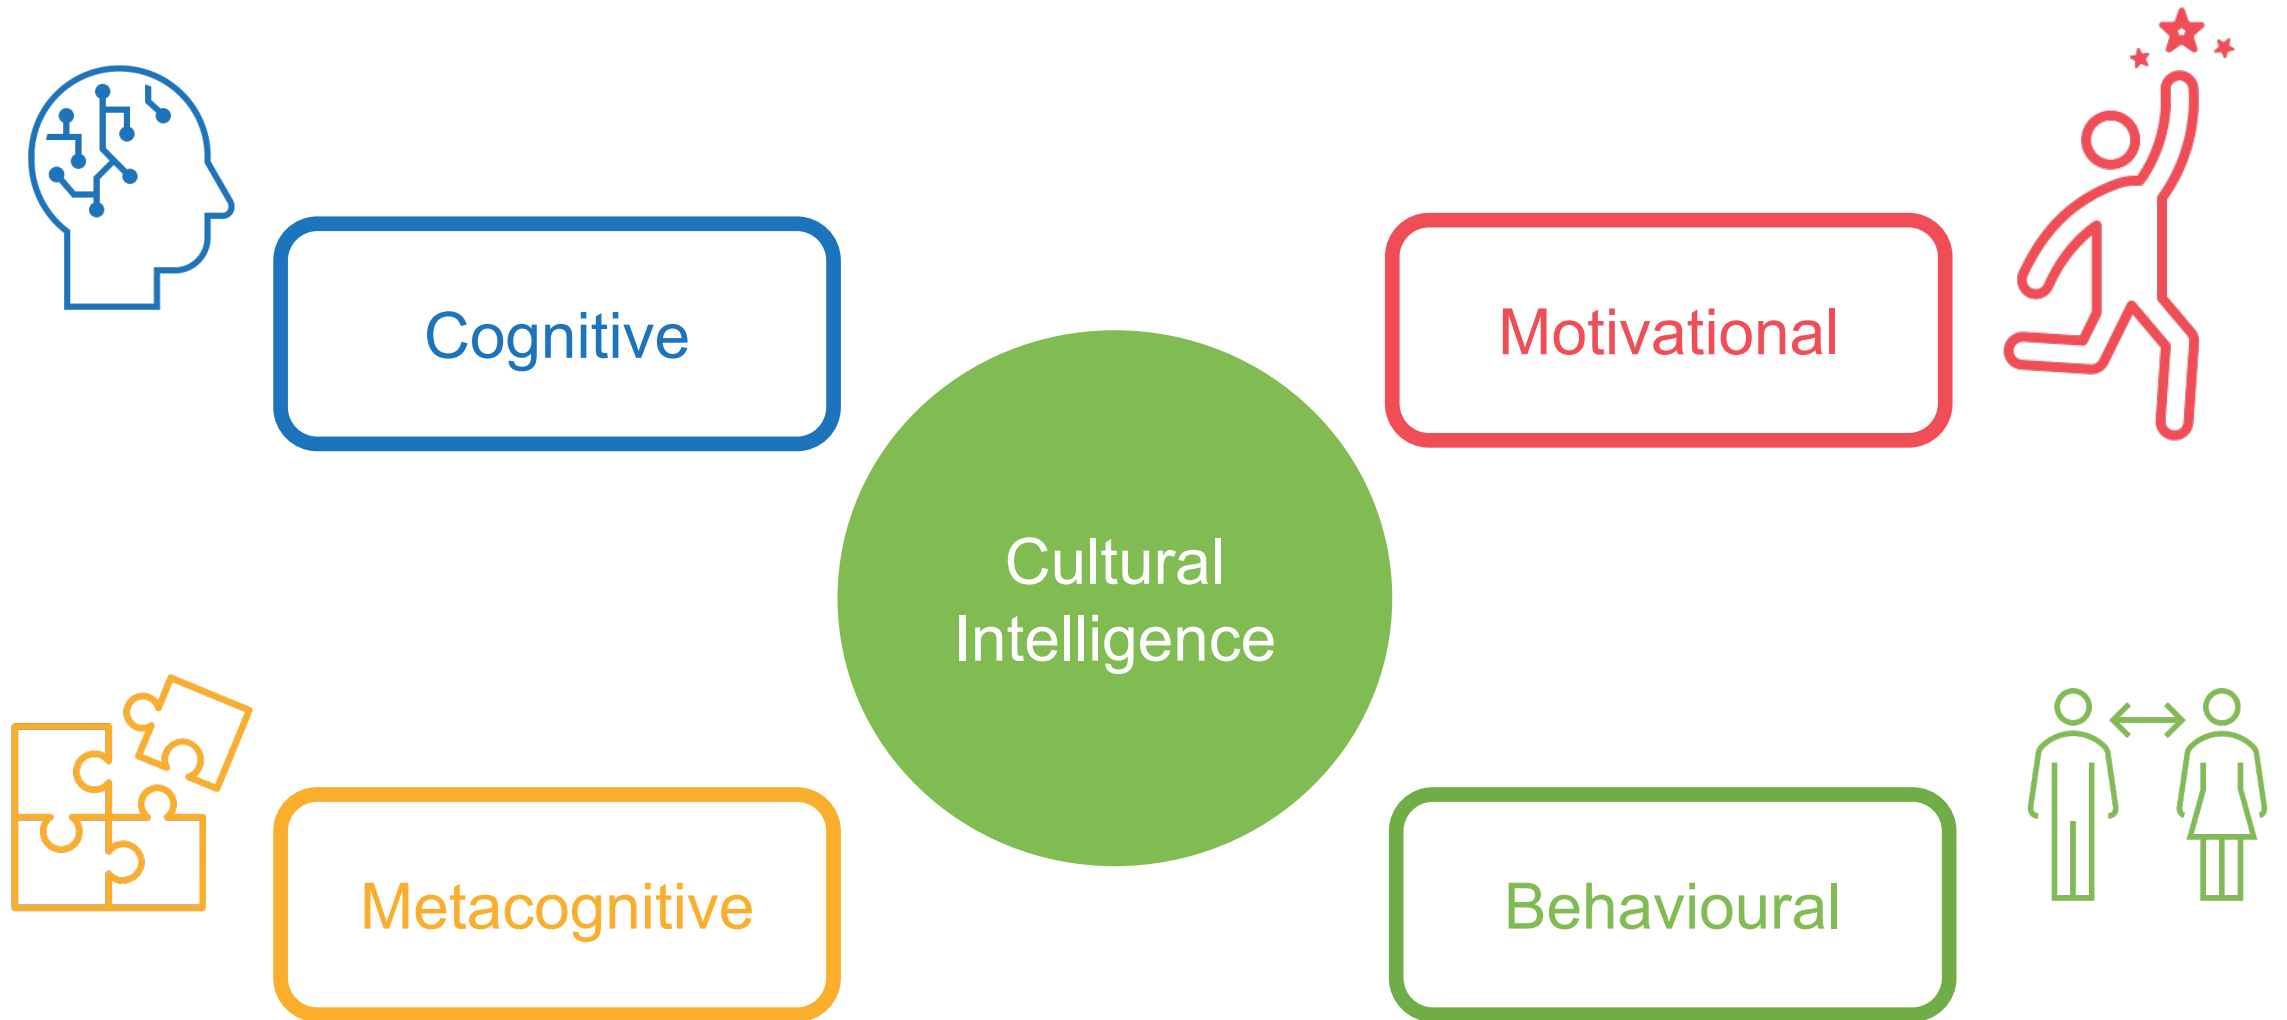 Cognitive
Motivational
Cultural
Intelligence
Metacognitive
Behavioural